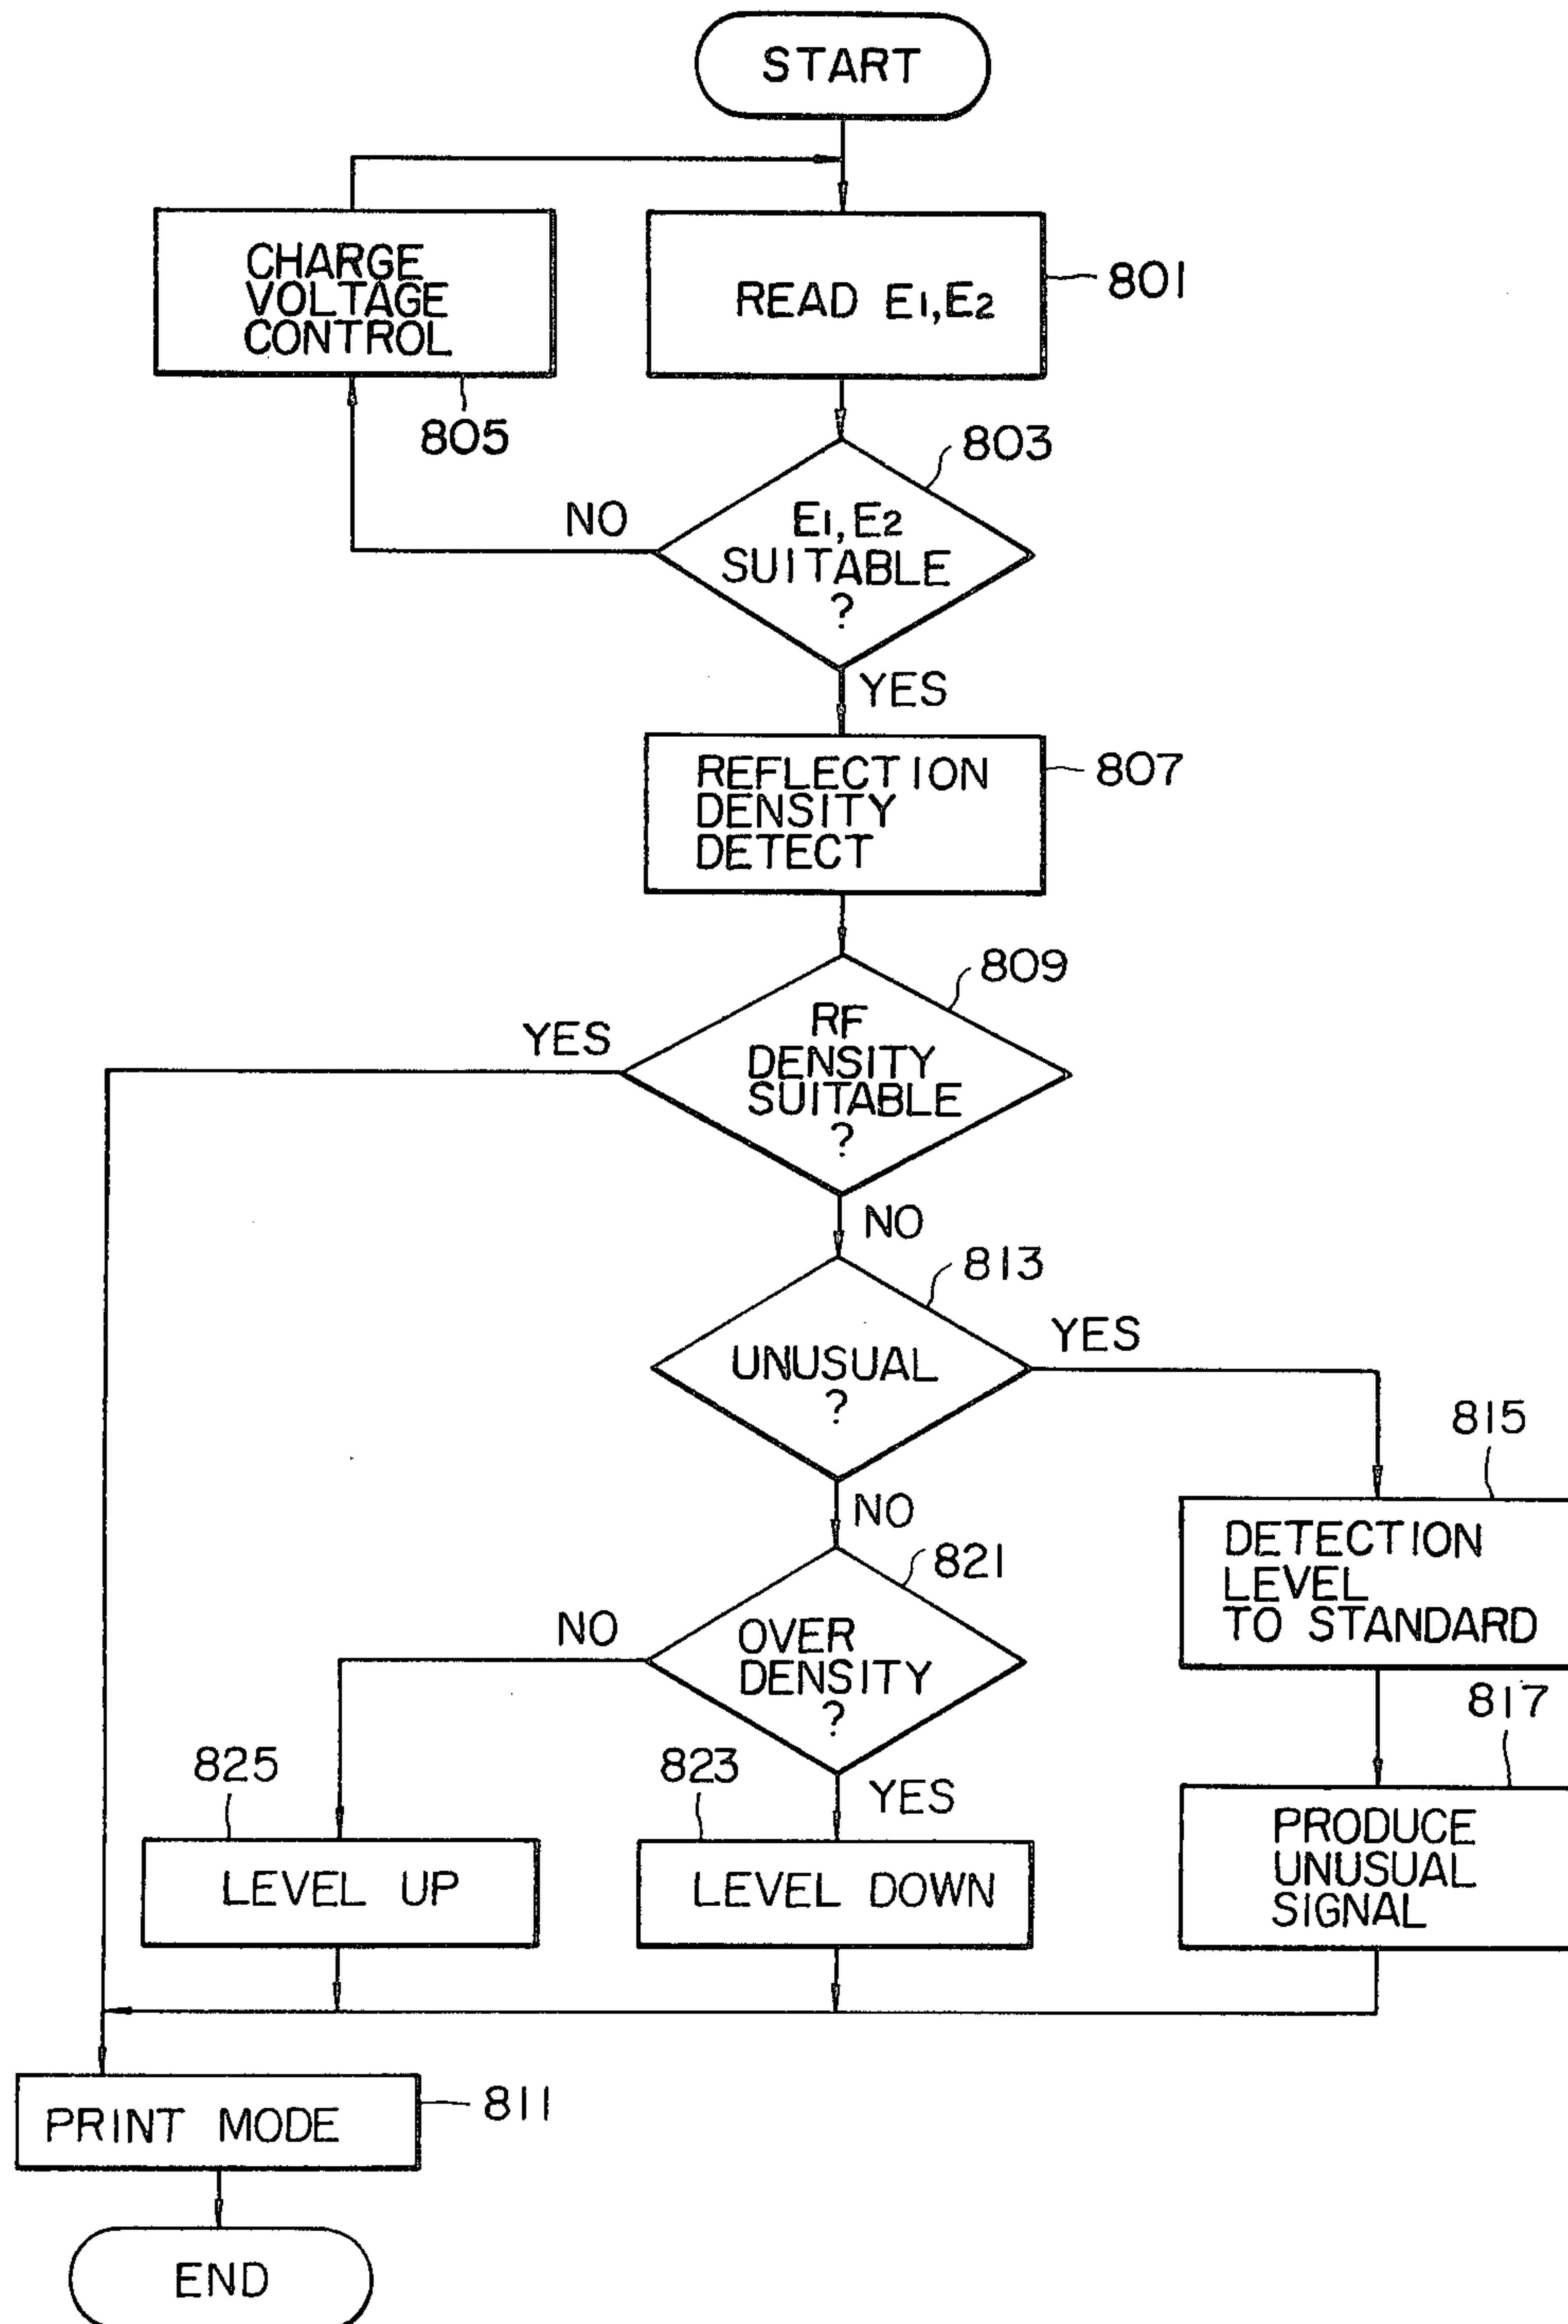 START
CHARGE
VOLTAGE
CONTROL
805
READ E1,E2
801
803
E1,E2
SUITABLE
?
NO
YES
REFLECTION
DENSITY
DETECT
807
809
RF
DENSITY
SUITABLE
?
YES
NO
813
UNUSUAL
?
YES
NO
815
DETECTION
LEVEL
TO STANDARD
821
OVER
DENSITY
?
NO
YES
817
PRODUCE
UNUSUAL
SIGNAL
825
LEVEL UP
823
LEVEL DOWN
PRINT MODE
811
END